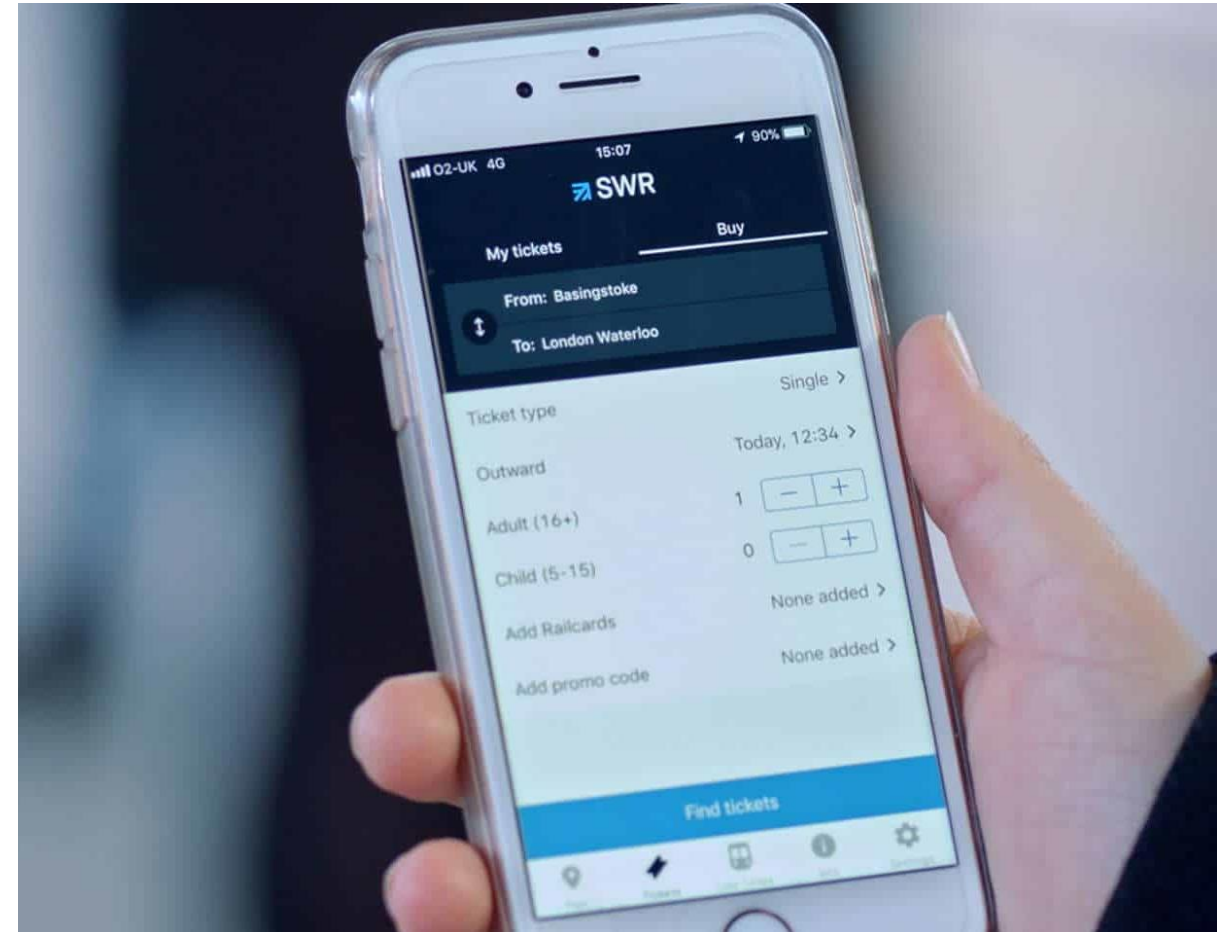 O2-UK 4G 15:07 90%
SWR
My tickets Buy
From: Basingstoke
To: London Waterloo
Ticket type Single >
Outward Today, 12:34 >
Adult (16+) 1 − +
Child (5-15) 0 − +
Add Railcards None added >
Add promo code None added >
Find tickets
Tickets